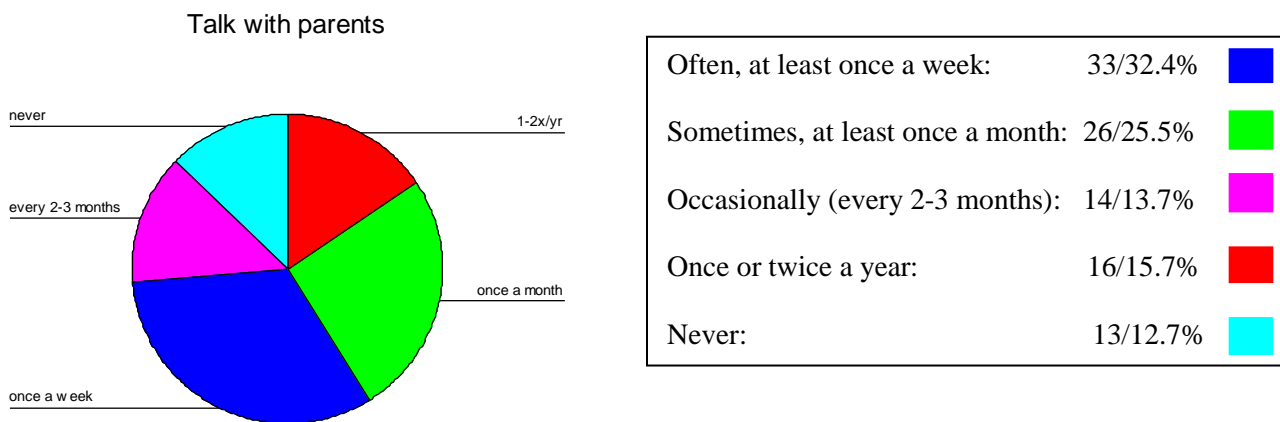 Talk with parents
never
1-2x/yr
every 2-3 months
once a month
once a week
Often, at least once a week: 33/32.4%
Sometimes, at least once a month: 26/25.5%
Occasionally (every 2-3 months): 14/13.7%
Once or twice a year: 16/15.7%
Never: 13/12.7%